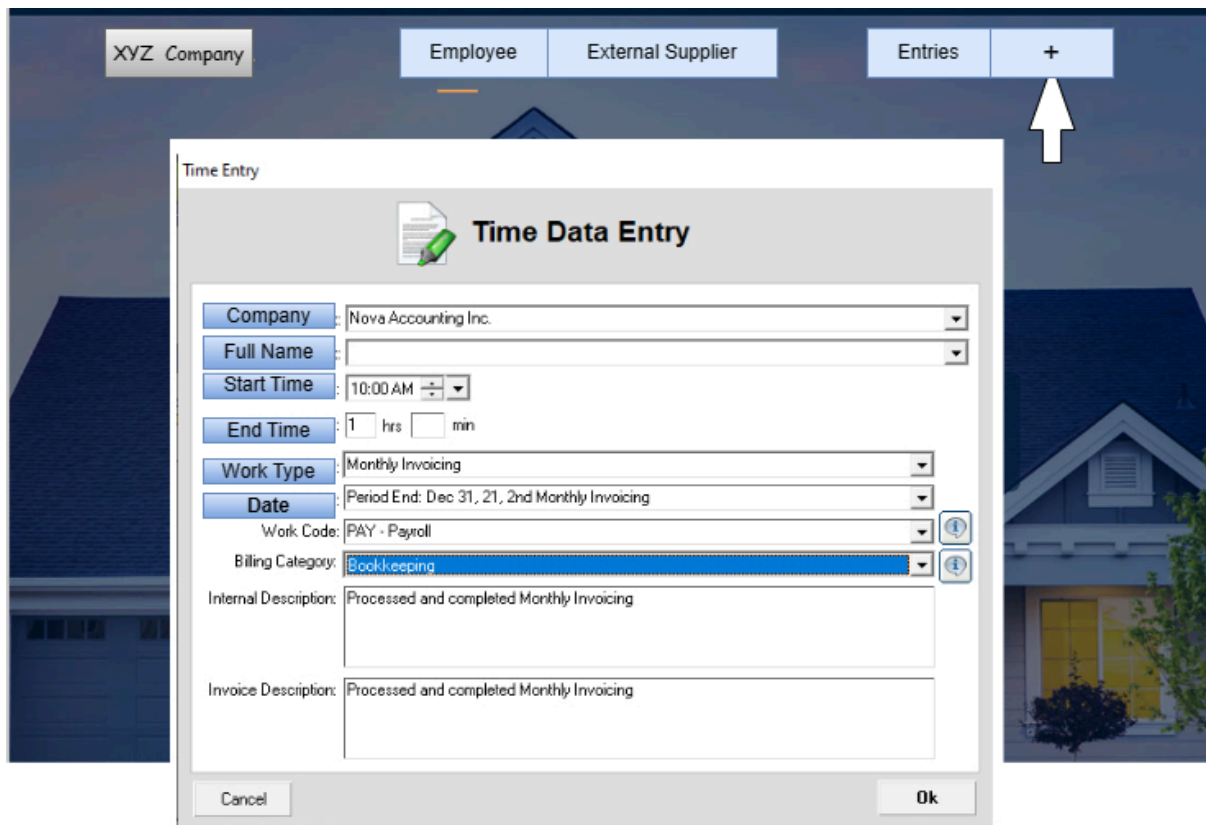 XYZ Company
Employee
External Supplier
Entries
+
Time Entry
Time Data Entry
Company : Nova Accounting Inc.
Full Name :
Start Time : 10:00 AM
End Time : 1 hrs min
Work Type : Monthly Invoicing
Date : Period End: Dec 31, 21, 2nd Monthly Invoicing
Work Code: PAY - Payroll
Billing Category: Bookkeeping
Internal Description: Processed and completed Monthly Invoicing
Invoice Description: Processed and completed Monthly Invoicing
Cancel
Ok